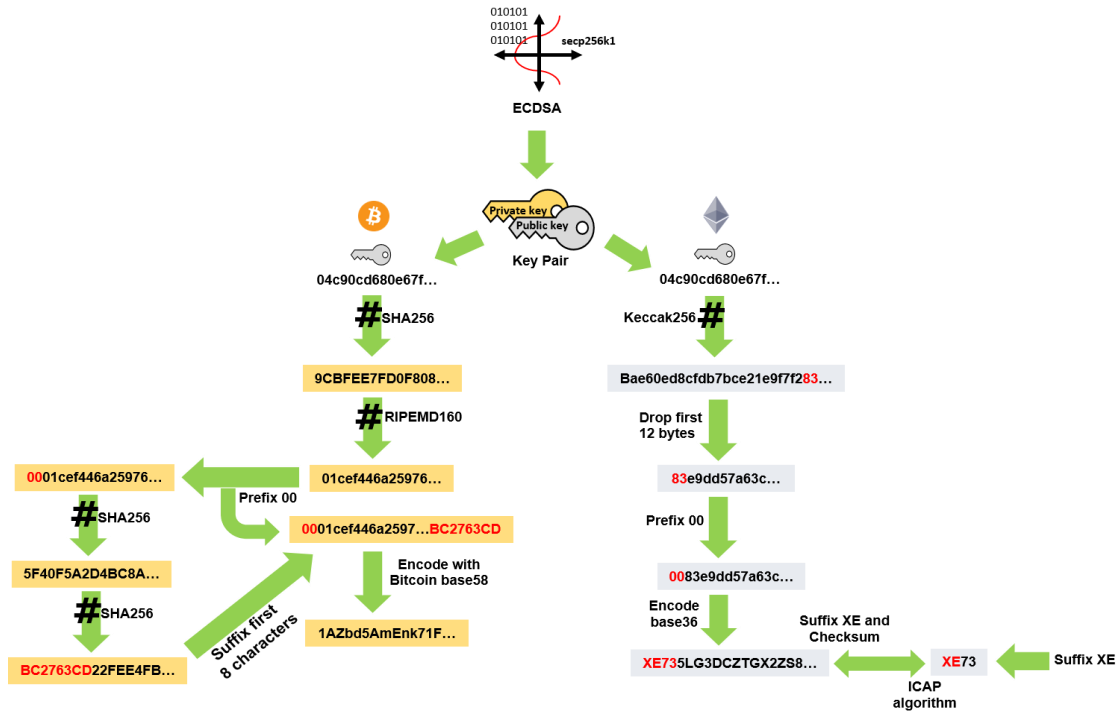 010101
010101
010101
secp256k1
ECDSA
Private key
Public key
Key Pair
04c90cd680e67f...
04c90cd680e67f...
#SHA256
Keccak256#
9CBFEE7FD0F808...
Bae60ed8cfdb7bce21e9f7f283...
#RIPEMD160
Drop first
12 bytes
0001cef446a25976...
01cef446a25976...
83e9dd57a63c...
Prefix 00
#SHA256
Prefix 00
0001cef446a2597...BC2763CD
5F40F5A2D4BC8A...
Encode with
Bitcoin base58
0083e9dd57a63c...
#SHA256
Suffix first
8 characters
1AZbd5AmEnk71F...
Encode
base36
Suffix XE and
Checksum
BC2763CD22FEE4FB...
XE735LG3DCZTGX2ZS8...
XE73
Suffix XE
ICAP
algorithm